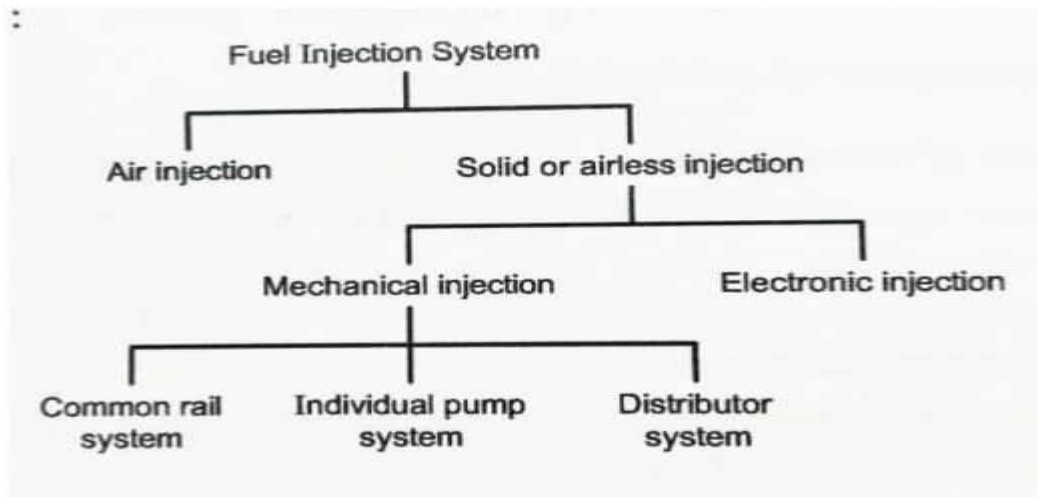 :
Fuel Injection System
Air injection
Solid or airless injection
Mechanical injection
Electronic injection
Common rail
system
Individual pump
system
Distributor
system